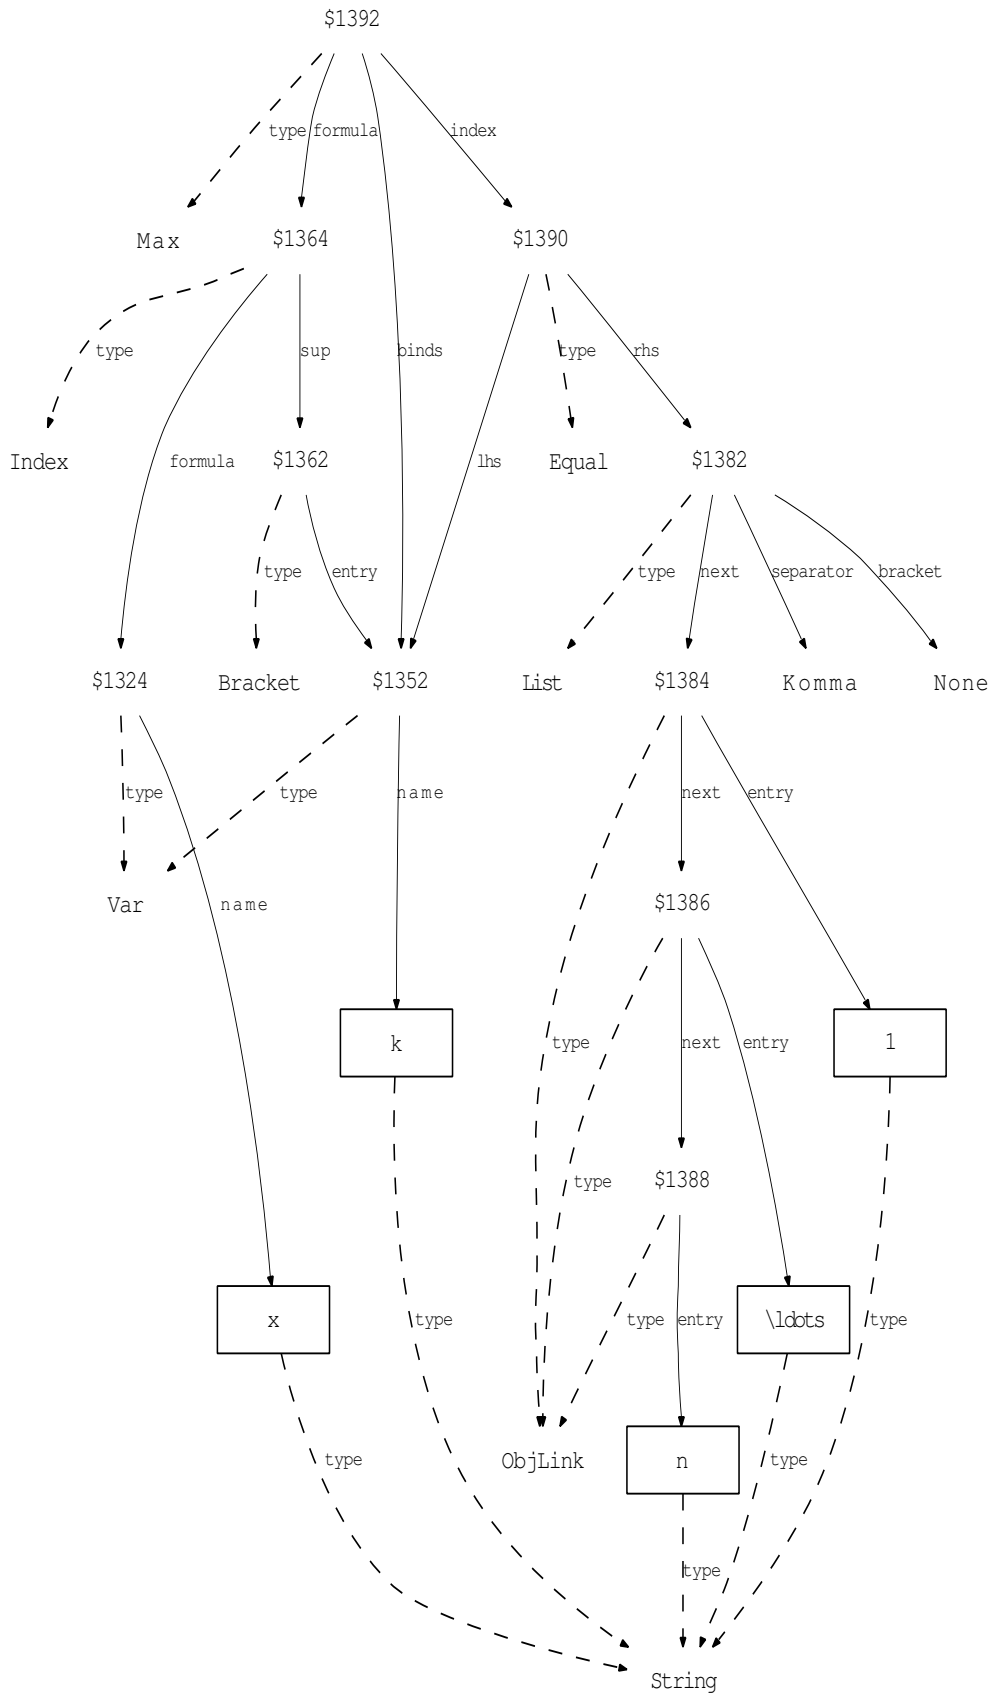 $1392
type formula index
Max $1364 $1390
type sup binds type rhs
Index formula $1362 lhs Equal $1382
type entry type next separator bracket
$1324 Bracket $1352 List $1384 Komma None
type type name next entry
Var name $1386
k type next entry 1
type $1388
x type type entry \ldots type
type ObjLink n type
type
String